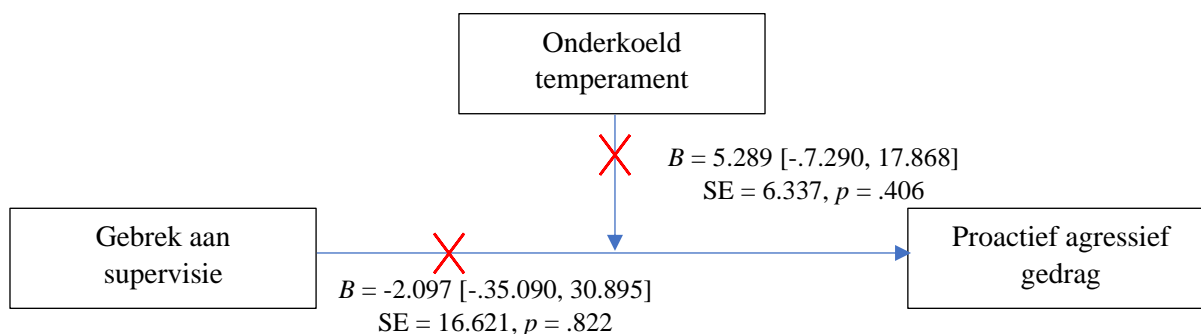 Onderkoeld
temperament
B = 5.289 [-.7.290, 17.868]
SE = 6.337, p = .406
Gebrek aan
supervisie
Proactief agressief
gedrag
B = -2.097 [-.35.090, 30.895]
SE = 16.621, p = .822